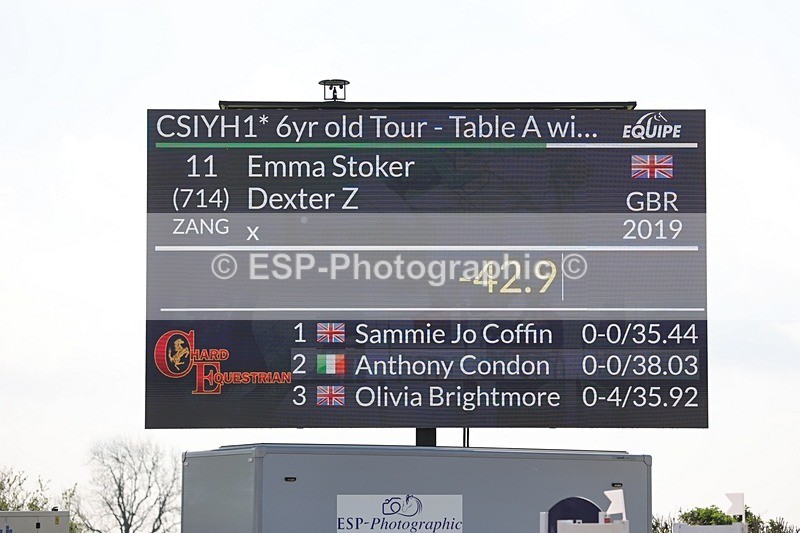 CSIYH1* 6yr old Tour - Table A wi... EQUIPE
11 Emma Stoker
(714) Dexter Z GBR
ZANG x 2019
© ESP-Photographic ©
-42.9
1 Sammie Jo Coffin 0-0/35.44
2 Anthony Condon 0-0/38.03
3 Olivia Brightmore 0-4/35.92
CHARD
EQUESTRIAN
ESP-Photographic